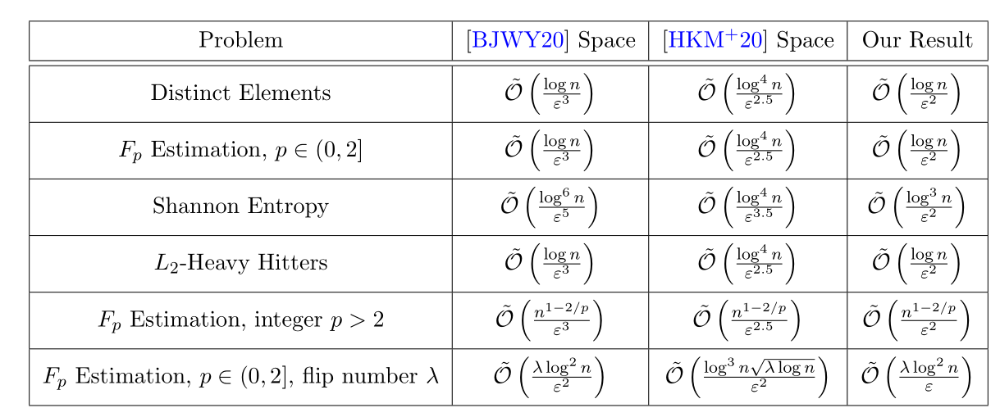 Problem | [BJWY20] Space | [HKM⁺20] Space | Our Result
Distinct Elements | $\tilde{\mathcal{O}}\left(\frac{\log n}{\varepsilon^3}\right)$ | $\tilde{\mathcal{O}}\left(\frac{\log^4 n}{\varepsilon^{2.5}}\right)$ | $\tilde{\mathcal{O}}\left(\frac{\log n}{\varepsilon^2}\right)$
$F_p$ Estimation, $p \in (0, 2]$ | $\tilde{\mathcal{O}}\left(\frac{\log n}{\varepsilon^3}\right)$ | $\tilde{\mathcal{O}}\left(\frac{\log^4 n}{\varepsilon^{2.5}}\right)$ | $\tilde{\mathcal{O}}\left(\frac{\log n}{\varepsilon^2}\right)$
Shannon Entropy | $\tilde{\mathcal{O}}\left(\frac{\log^6 n}{\varepsilon^5}\right)$ | $\tilde{\mathcal{O}}\left(\frac{\log^4 n}{\varepsilon^{3.5}}\right)$ | $\tilde{\mathcal{O}}\left(\frac{\log^3 n}{\varepsilon^2}\right)$
$L_2$-Heavy Hitters | $\tilde{\mathcal{O}}\left(\frac{\log n}{\varepsilon^3}\right)$ | $\tilde{\mathcal{O}}\left(\frac{\log^4 n}{\varepsilon^{2.5}}\right)$ | $\tilde{\mathcal{O}}\left(\frac{\log n}{\varepsilon^2}\right)$
$F_p$ Estimation, integer $p > 2$ | $\tilde{\mathcal{O}}\left(\frac{n^{1-2/p}}{\varepsilon^3}\right)$ | $\tilde{\mathcal{O}}\left(\frac{n^{1-2/p}}{\varepsilon^{2.5}}\right)$ | $\tilde{\mathcal{O}}\left(\frac{n^{1-2/p}}{\varepsilon^2}\right)$
$F_p$ Estimation, $p \in (0, 2]$, flip number $\lambda$ | $\tilde{\mathcal{O}}\left(\frac{\lambda \log^2 n}{\varepsilon^2}\right)$ | $\tilde{\mathcal{O}}\left(\frac{\log^3 n \sqrt{\lambda \log n}}{\varepsilon^2}\right)$ | $\tilde{\mathcal{O}}\left(\frac{\lambda \log^2 n}{\varepsilon}\right)$